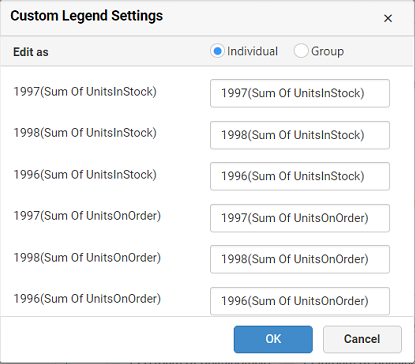 Custom Legend Settings ×
Edit as Individual Group
1997(Sum Of UnitsInStock) 1997(Sum Of UnitsInStock)
1998(Sum Of UnitsInStock) 1998(Sum Of UnitsInStock)
1996(Sum Of UnitsInStock) 1996(Sum Of UnitsInStock)
1997(Sum Of UnitsOnOrder) 1997(Sum Of UnitsOnOrder)
1998(Sum Of UnitsOnOrder) 1998(Sum Of UnitsOnOrder)
1996(Sum Of UnitsOnOrder) 1996(Sum Of UnitsOnOrder)
OK Cancel